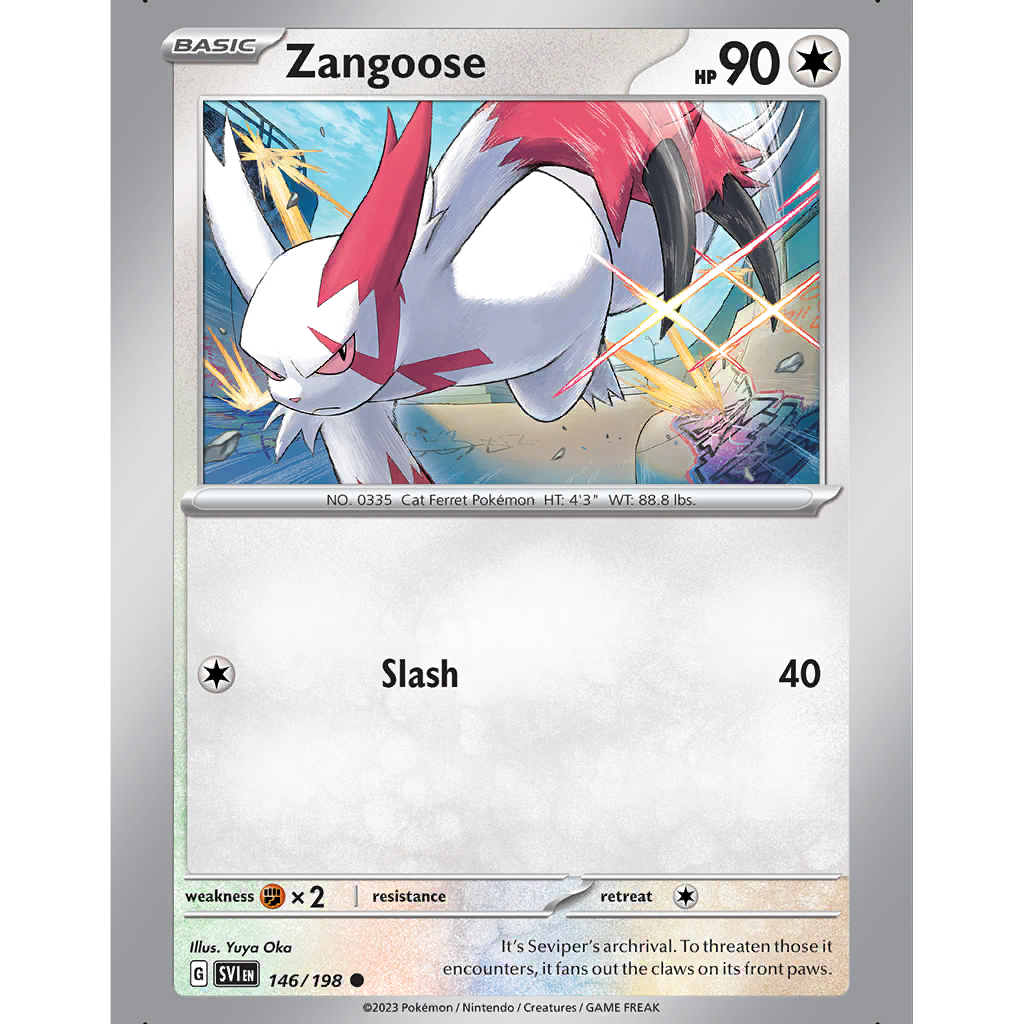 BASIC
Zangoose
HP 90
NO. 0335 Cat Ferret Pokémon HT: 4'3" WT: 88.8 lbs.
Slash 40
weakness ×2 resistance retreat
Illus. Yuya Oka
It's Seviper's archrival. To threaten those it
encounters, it fans out the claws on its front paws.
G SVI EN 146/198
©2023 Pokémon / Nintendo / Creatures / GAME FREAK